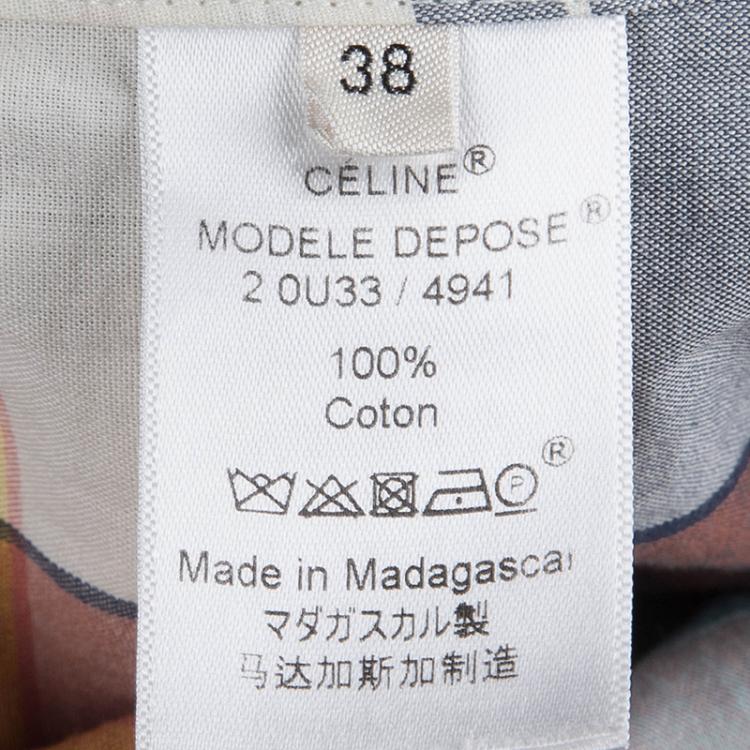 38
CÉLINE®
MODELE DEPOSE ®
2 0U33 / 4941
100%
Coton
P ®
Made in Madagascar
マダガスカル製
马达加斯加制造